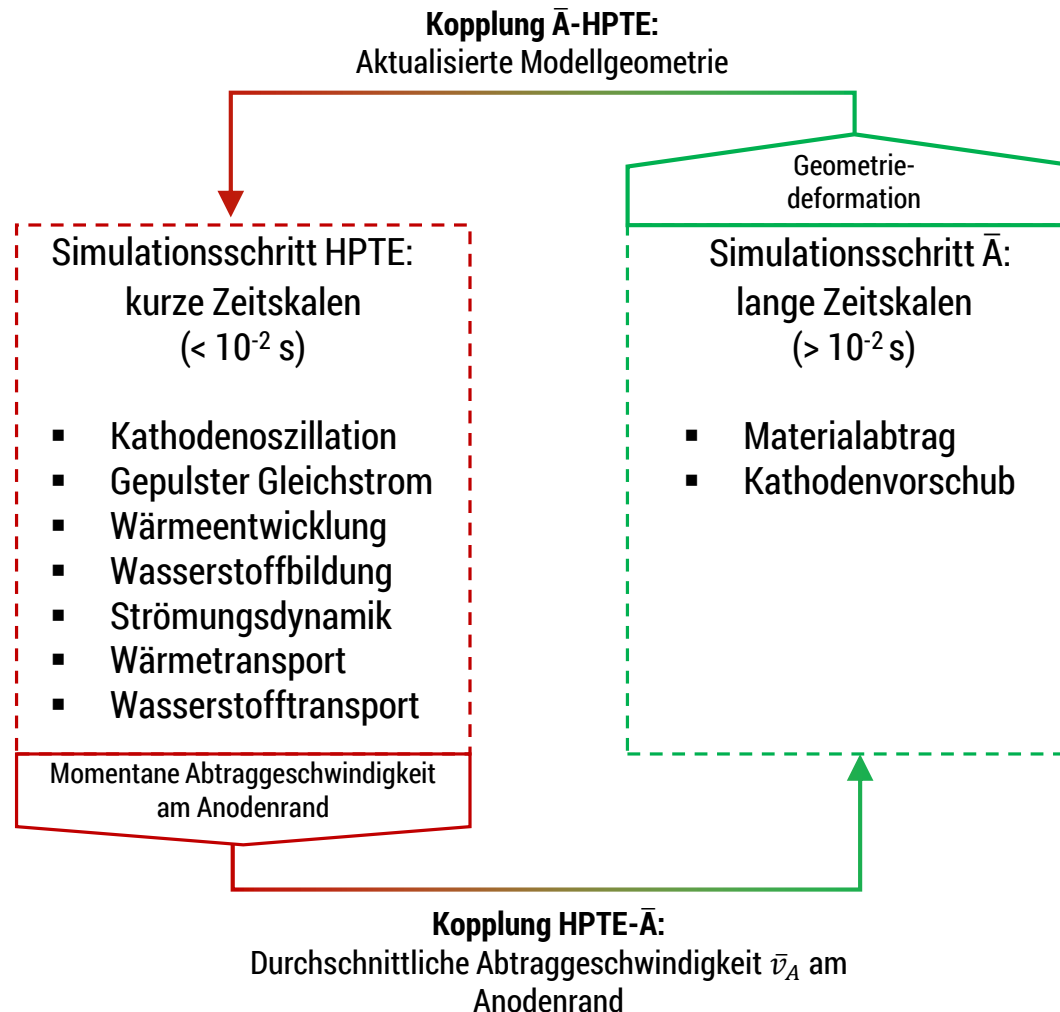 Kopplung Ā-HPTE:
Aktualisierte Modellgeometrie
Geometrie-
deformation
Simulationsschritt HPTE:
kurze Zeitskalen
(< 10⁻² s)
▪ Kathodenoszillation
▪ Gepulster Gleichstrom
▪ Wärmeentwicklung
▪ Wasserstoffbildung
▪ Strömungsdynamik
▪ Wärmetransport
▪ Wasserstofftransport
Momentane Abtraggeschwindigkeit
am Anodenrand
Simulationsschritt Ā:
lange Zeitskalen
(> 10⁻² s)
▪ Materialabtrag
▪ Kathodenvorschub
Kopplung HPTE-Ā:
Durchschnittliche Abtraggeschwindigkeit v̄_A am
Anodenrand